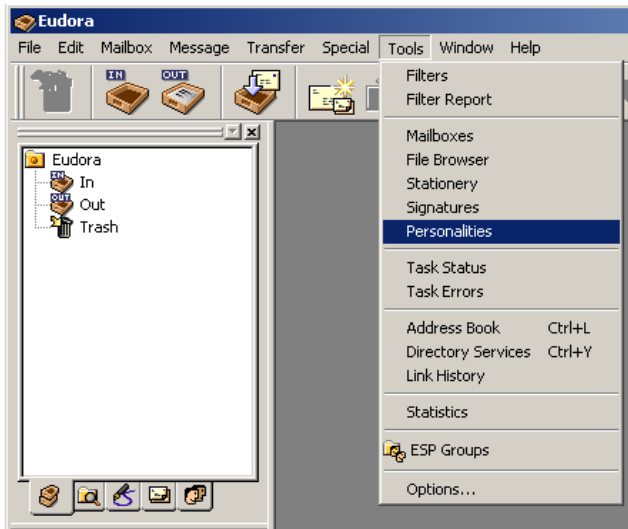 Eudora
File Edit Mailbox Message Transfer Special Tools Window Help
IN OUT
Filters
Filter Report
Mailboxes
File Browser
Stationery
Signatures
Personalities
Task Status
Task Errors
Address Book Ctrl+L
Directory Services Ctrl+Y
Link History
Statistics
ESP Groups
Options...
Eudora
IN In
OUT Out
Trash